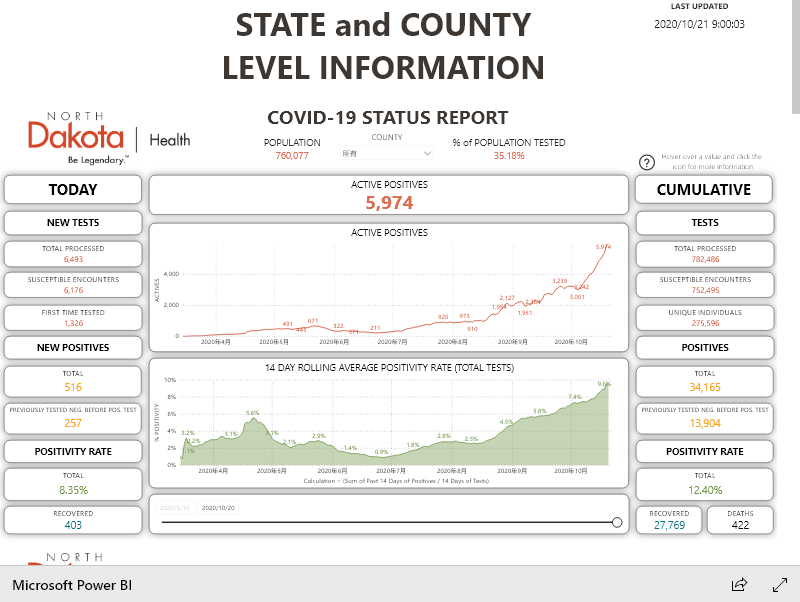 STATE and COUNTY
LEVEL INFORMATION
LAST UPDATED
2020/10/21 9:00:03
NORTH
Dakota | Health
Be Legendary.™
COVID-19 STATUS REPORT
POPULATION
760,077
COUNTY
所有
% of POPULATION TESTED
35.18%
?
Hover over a value and click the
icon for more information
TODAY
NEW TESTS
TOTAL PROCESSED
6,493
SUSCEPTIBLE ENCOUNTERS
6,176
FIRST TIME TESTED
1,326
NEW POSITIVES
TOTAL
516
PREVIOUSLY TESTED NEG. BEFORE POS. TEST
257
POSITIVITY RATE
TOTAL
8.35%
RECOVERED
403
ACTIVE POSITIVES
5,974
ACTIVE POSITIVES
ACTIVES
4,000
2,000
0
491
445
671
322
371
211
920
973
910
1,994
2,127
1,951
2,204
3,239
3,001
3,242
5,974
2020年4月
2020年5月
2020年6月
2020年7月
2020年8月
2020年9月
2020年10月
14 DAY ROLLING AVERAGE POSITIVITY RATE (TOTAL TESTS)
% POSITIVITY
10%
8%
6%
4%
2%
0%
3.2%
2.2%
1.1%
3.1%
5.6%
3.1%
2.1%
2.9%
1.4%
0.9%
1.8%
2.8%
2.5%
4.5%
5.8%
7.4%
9.6%
2020年4月
2020年5月
2020年6月
2020年7月
2020年8月
2020年9月
2020年10月
Calculation = (Sum of Past 14 Days of Positives / 14 Days of Tests)
2020/10/20
CUMULATIVE
TESTS
TOTAL PROCESSED
782,486
SUSCEPTIBLE ENCOUNTERS
752,495
UNIQUE INDIVIDUALS
275,596
POSITIVES
TOTAL
34,165
PREVIOUSLY TESTED NEG. BEFORE POS. TEST
13,904
POSITIVITY RATE
TOTAL
12.40%
RECOVERED
27,769
DEATHS
422
NORTH
Microsoft Power BI